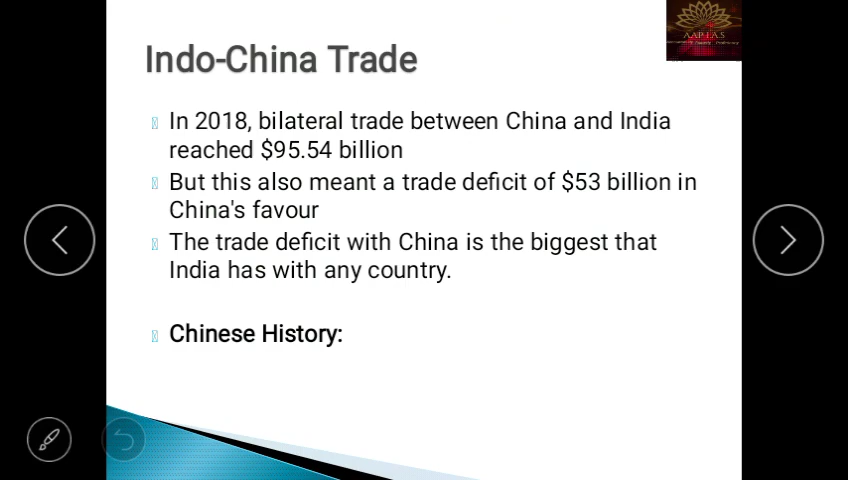 AAP I.A.S
Indo-China Trade
In 2018, bilateral trade between China and India
reached $95.54 billion
But this also meant a trade deficit of $53 billion in
China's favour
The trade deficit with China is the biggest that
India has with any country.
Chinese History: